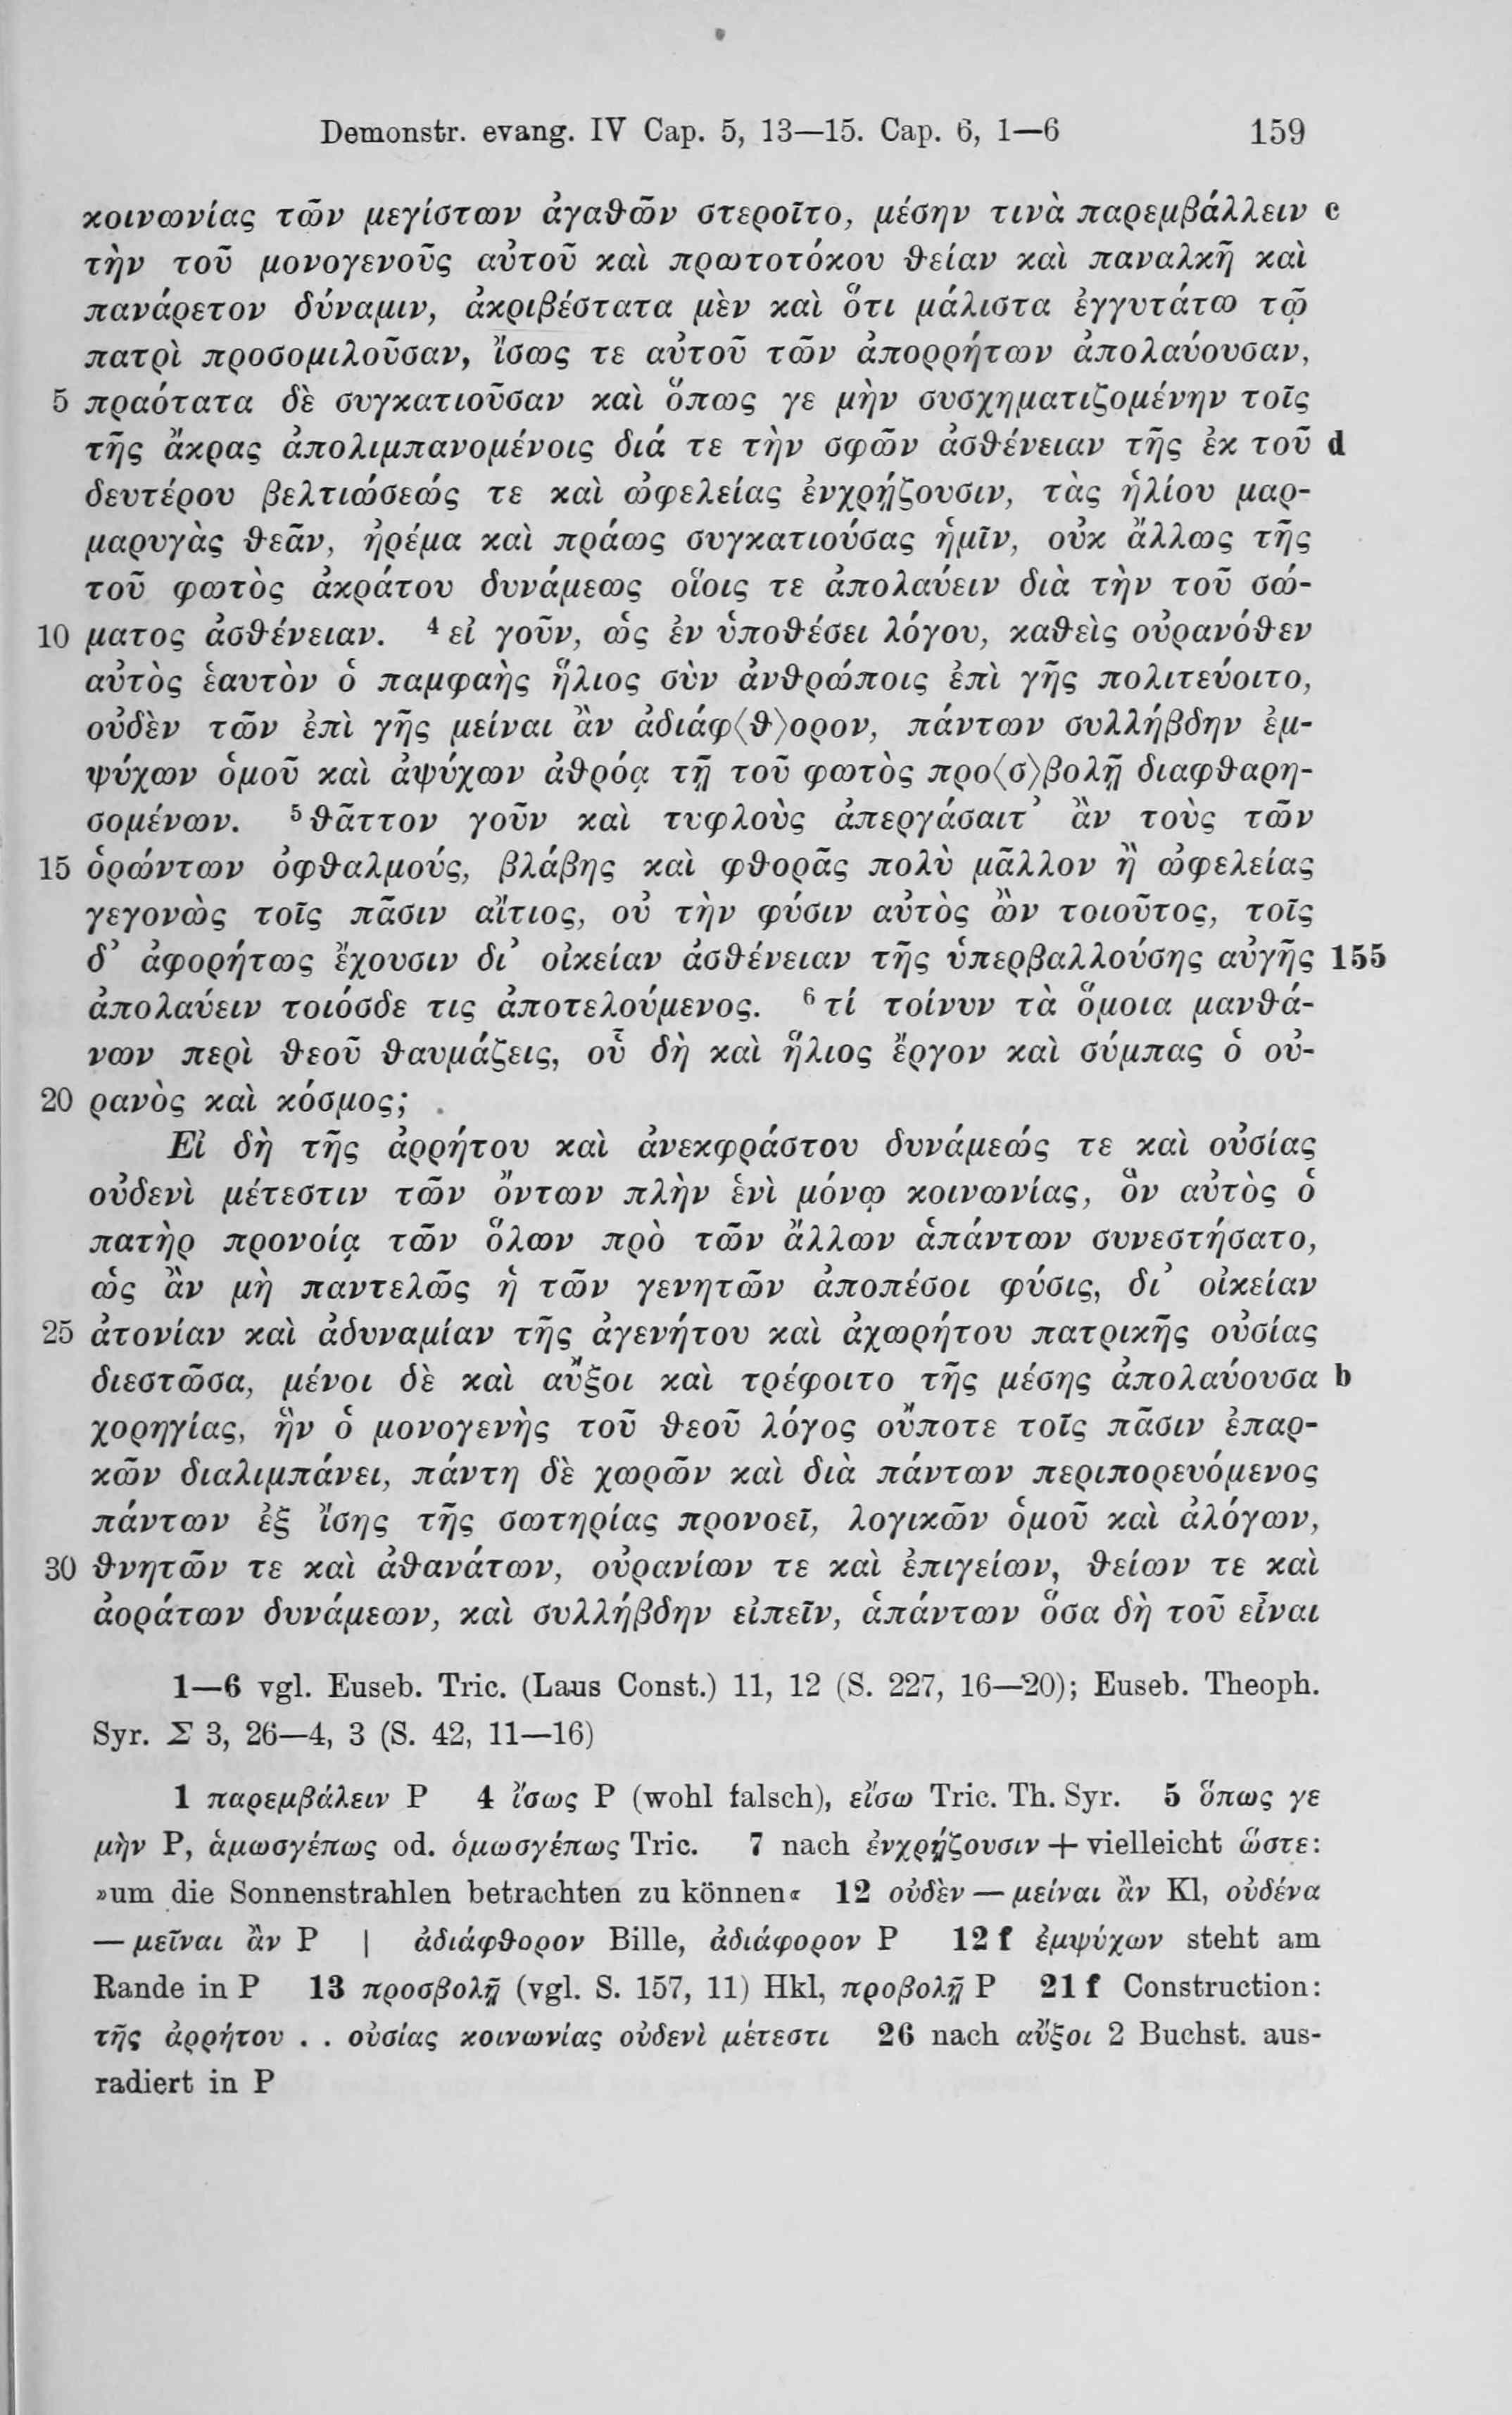 Demonstr. evang. IV Cap. 5, 13—15. Cap. 6, 1—6 159
κοινωνίας τῶν μεγίστων ἀγαθῶν στεροῖτο, μέσην τινὰ παρεμβάλλειν c
τὴν τοῦ μονογενοῦς αὐτοῦ καὶ πρωτοτόκου θείαν καὶ παναλκῆ καὶ
πανάρετον δύναμιν, ἀκριβέστατα μὲν καὶ ὅτι μάλιστα ἐγγυτάτω τῷ
πατρὶ προσομιλοῦσαν, ἴσως τε αὐτοῦ τῶν ἀπορρήτων ἀπολαύουσαν,
5 πραότατα δὲ συγκατιοῦσαν καὶ ὅπως γε μὴν συσχηματιζομένην τοῖς
τῆς ἄκρας ἀπολιμπανομένοις διά τε τὴν σφῶν ἀσθένειαν τῆς ἐκ τοῦ d
δευτέρου βελτιώσεώς τε καὶ ὠφελείας ἐνχρῄζουσιν, τὰς ἡλίου μαρ-
μαρυγὰς θεᾶν, ἠρέμα καὶ πράως συγκατιούσας ἡμῖν, οὐκ ἄλλως τῆς
τοῦ φωτὸς ἀκράτου δυνάμεως οἵοις τε ἀπολαύειν διὰ τὴν τοῦ σώ-
10 ματος ἀσθένειαν. ⁴ εἰ γοῦν, ὡς ἐν ὑποθέσει λόγου, καθεὶς οὐρανόθεν
αὐτὸς ἑαυτὸν ὁ παμφαὴς ἥλιος σὺν ἀνθρώποις ἐπὶ γῆς πολιτεύοιτο,
οὐδὲν τῶν ἐπὶ γῆς μείναι ἂν ἀδιάφ⟨θ⟩ορον, πάντων συλλήβδην ἐμ-
ψύχων ὁμοῦ καὶ ἀψύχων ἀθρόᾳ τῇ τοῦ φωτὸς προ⟨σ⟩βολῇ διαφθαρη-
σομένων. ⁵ θᾶττον γοῦν καὶ τυφλοὺς ἀπεργάσαιτ᾽ ἂν τοὺς τῶν
15 ὁρώντων ὀφθαλμούς, βλάβης καὶ φθορᾶς πολὺ μᾶλλον ἢ ὠφελείας
γεγονὼς τοῖς πᾶσιν αἴτιος, οὐ τὴν φύσιν αὐτὸς ὢν τοιοῦτος, τοῖς
δ᾽ ἀφορήτως ἔχουσιν δι᾽ οἰκείαν ἀσθένειαν τῆς ὑπερβαλλούσης αὐγῆς 155
ἀπολαύειν τοιόσδε τις ἀποτελούμενος. ⁶ τί τοίνυν τὰ ὅμοια μανθά-
νων περὶ θεοῦ θαυμάζεις, οὗ δὴ καὶ ἥλιος ἔργον καὶ σύμπας ὁ οὐ-
20 ρανὸς καὶ κόσμος;
Εἰ δὴ τῆς ἀρρήτου καὶ ἀνεκφράστου δυνάμεώς τε καὶ οὐσίας
οὐδενὶ μέτεστιν τῶν ὄντων πλὴν ἑνὶ μόνῳ κοινωνίας, ὃν αὐτὸς ὁ
πατὴρ προνοίᾳ τῶν ὅλων πρὸ τῶν ἄλλων ἁπάντων συνεστήσατο,
ὡς ἂν μὴ παντελῶς ἡ τῶν γενητῶν ἀποπέσοι φύσις, δι᾽ οἰκείαν
25 ἀτονίαν καὶ ἀδυναμίαν τῆς ἀγενήτου καὶ ἀχωρήτου πατρικῆς οὐσίας
διεστῶσα, μένοι δὲ καὶ αὔξοι καὶ τρέφοιτο τῆς μέσης ἀπολαύουσα b
χορηγίας, ἣν ὁ μονογενὴς τοῦ θεοῦ λόγος οὔποτε τοῖς πᾶσιν ἐπαρ-
κῶν διαλιμπάνει, πάντη δὲ χωρῶν καὶ διὰ πάντων περιπορευόμενος
πάντων ἐξ ἴσης τῆς σωτηρίας προνοεῖ, λογικῶν ὁμοῦ καὶ ἀλόγων,
30 θνητῶν τε καὶ ἀθανάτων, οὐρανίων τε καὶ ἐπιγείων, θείων τε καὶ
ἀοράτων δυνάμεων, καὶ συλλήβδην εἰπεῖν, ἁπάντων ὅσα δὴ τοῦ εἶναι
1—6 vgl. Euseb. Tric. (Laus Const.) 11, 12 (S. 227, 16—20); Euseb. Theoph.
Syr. Σ 3, 26—4, 3 (S. 42, 11—16)
1 παρεμβάλειν P 4 ἴσως P (wohl falsch), εἴσω Tric. Th. Syr. 5 ὅπως γε
μὴν P, ἁμωσγέπως od. ὁμωσγέπως Tric. 7 nach ἐνχρῄζουσιν + vielleicht ὥστε:
»um die Sonnenstrahlen betrachten zu können« 12 οὐδὲν — μείναι ἂν Kl, οὐδένα
— μεῖναι ἂν P | ἀδιάφθορον Bille, ἀδιάφορον P 12 f ἐμψύχων steht am
Rande in P 13 προσβολῇ (vgl. S. 157, 11) Hkl, προβολῇ P 21 f Construction:
τῆς ἀρρήτου . . οὐσίας κοινωνίας οὐδενὶ μέτεστι 26 nach αὔξοι 2 Buchst. aus-
radiert in P